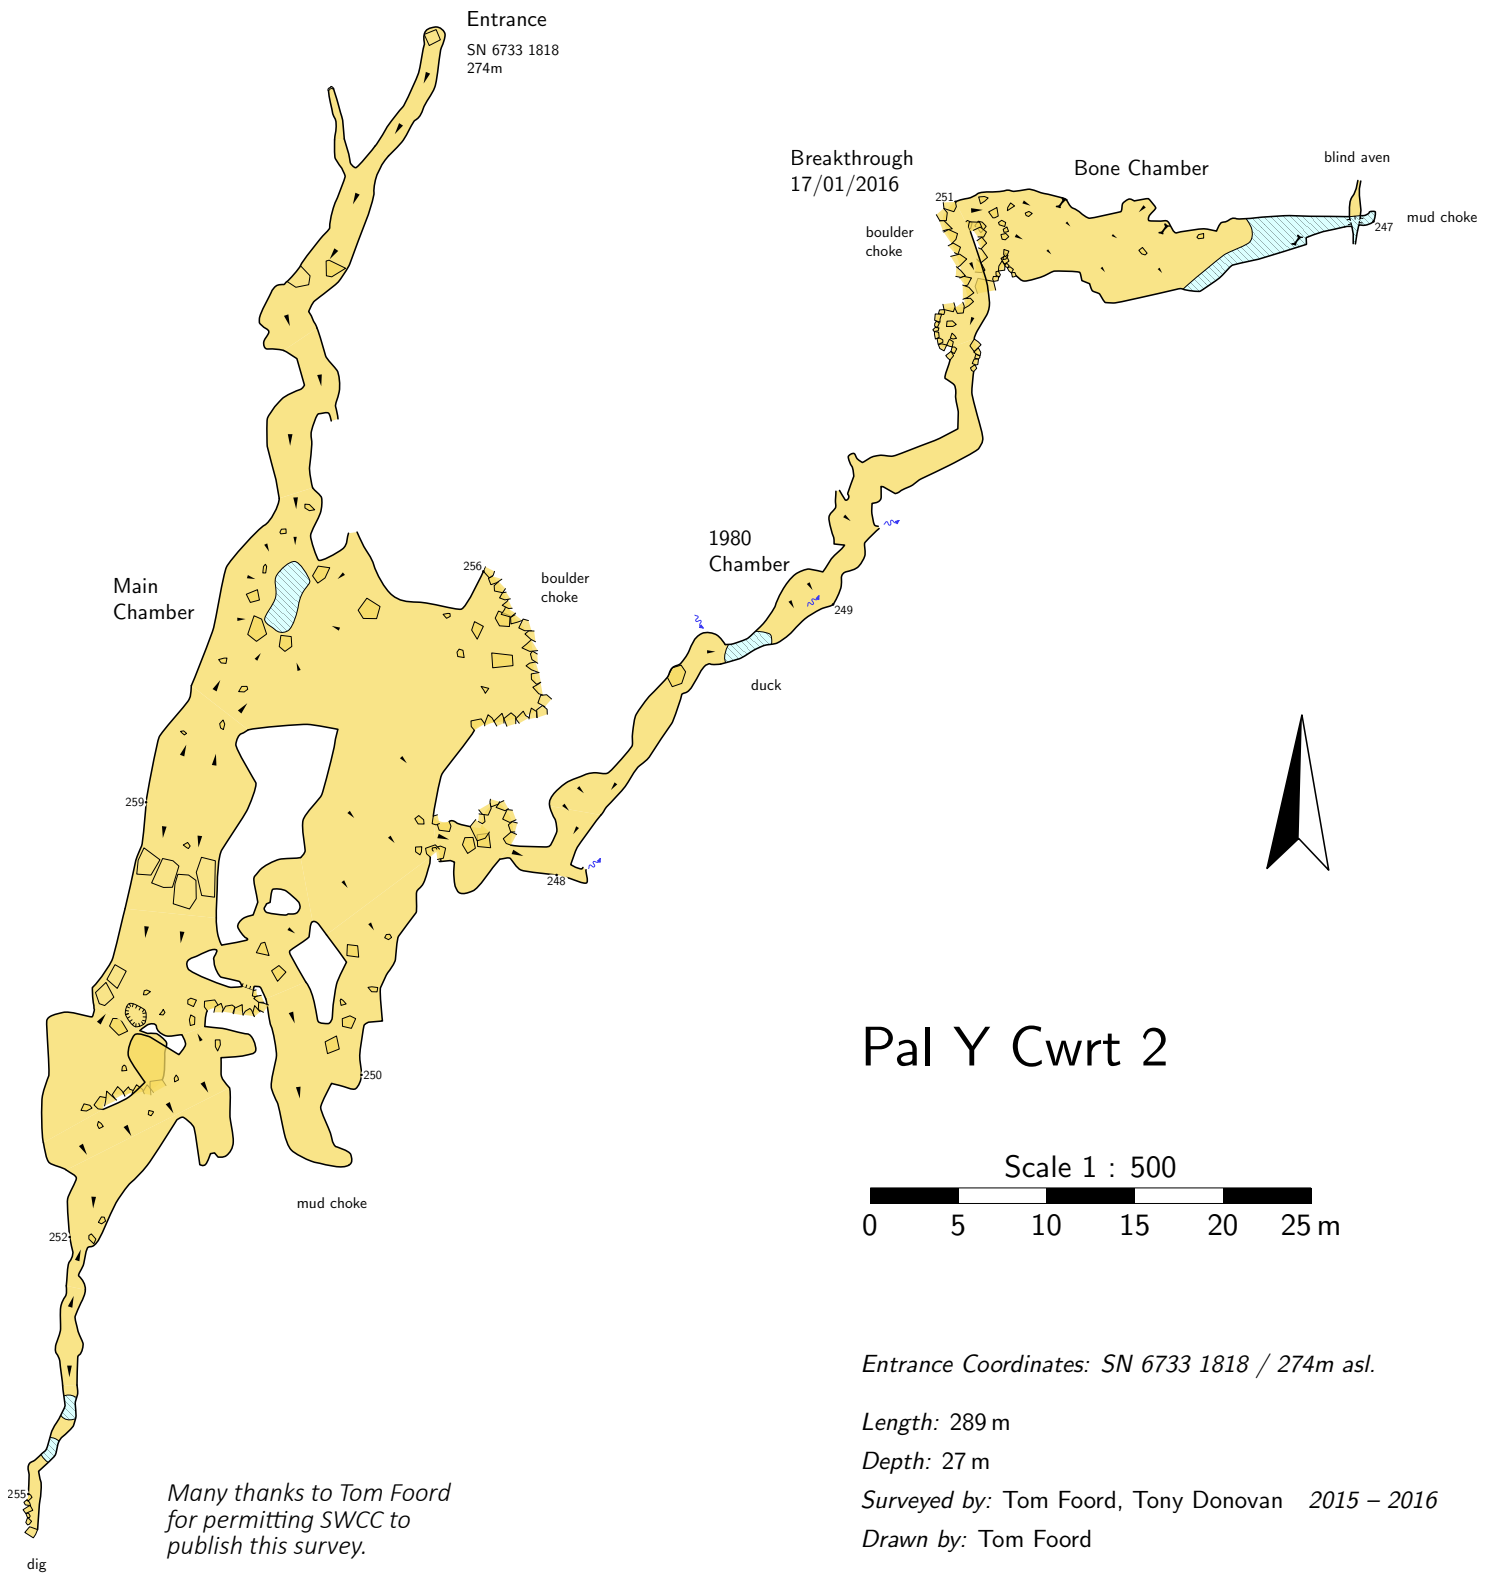 Entrance
SN 6733 1818
274m
Breakthrough
17/01/2016
Bone Chamber
blind aven
251
mud choke
247
boulder
choke
1980
Chamber
256
boulder
choke
Main
Chamber
249
duck
259
248
250
mud choke
252
255
dig
Pal Y Cwrt 2
Scale 1 : 500
0 5 10 15 20 25 m
Entrance Coordinates: SN 6733 1818 / 274m asl.
Length: 289 m
Depth: 27 m
Surveyed by: Tom Foord, Tony Donovan 2015 – 2016
Drawn by: Tom Foord
Many thanks to Tom Foord
for permitting SWCC to
publish this survey.